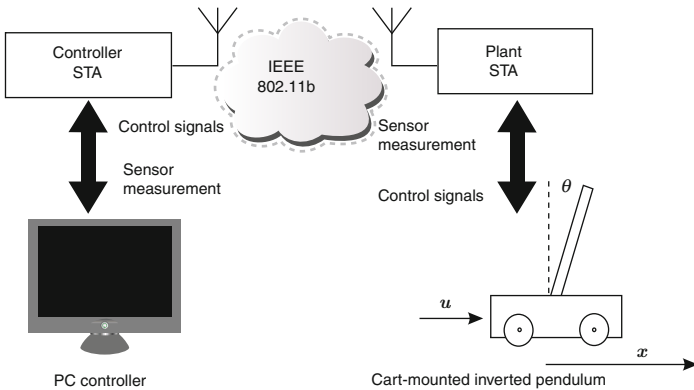 Controller
STA
IEEE
802.11b
Plant
STA
Control signals
Sensor
measurement
Sensor
measurement
Control signals
θ
u
x
PC controller
Cart-mounted inverted pendulum